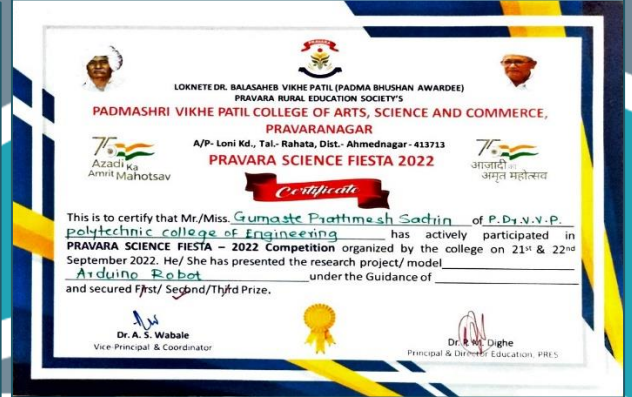 PRAVARA
LOKNETE DR. BALASAHEB VIKHE PATIL (PADMA BHUSHAN AWARDEE)
PRAVARA RURAL EDUCATION SOCIETY'S
PADMASHRI VIKHE PATIL COLLEGE OF ARTS, SCIENCE AND COMMERCE,
PRAVARANAGAR
A/P- Loni Kd., Tal.- Rahata, Dist.- Ahmednagar - 413713
75
Azadi Ka
Amrit Mahotsav
PRAVARA SCIENCE FIESTA 2022
75
आज़ादी का
अमृत महोत्सव
Certificate
This is to certify that Mr./Miss. Gumaste Prathmesh Sachin of P.Dr.V.V.P.
polytechnic college of Engineering has actively participated in
PRAVARA SCIENCE FIESTA – 2022 Competition organized by the college on 21st & 22nd
September 2022. He/ She has presented the research project/ model
Arduino Robot under the Guidance of
and secured First/ Second/Third Prize.
Dr. A. S. Wabale
Vice-Principal & Coordinator
Dr. P. M. Dighe
Principal & Director Education, PRES